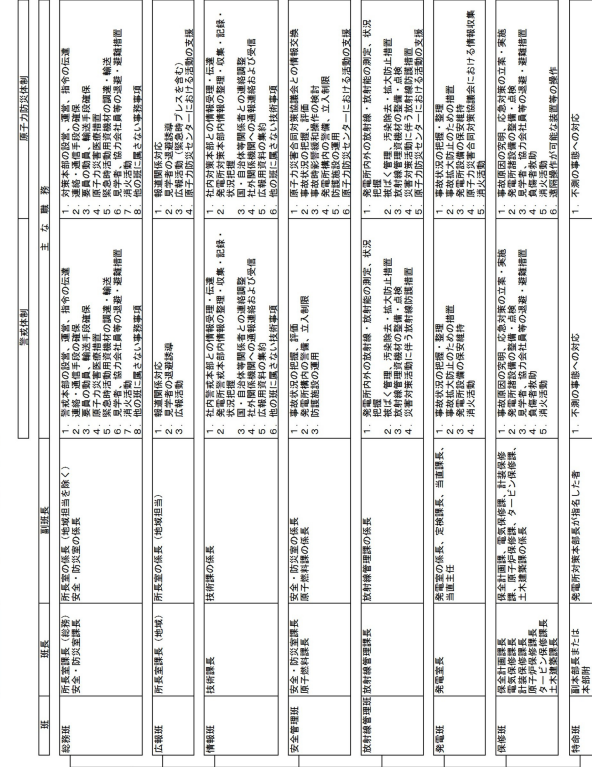 警戒体制
原子力防災体制
班
班長
副班長
主な職務
総務班
所長室課長（総務）
安全・防災室課長
所長室の係長（地域担当を除く）
安全・防災室の係長
1. 警戒本部の設営、運営、指令の伝達
2. 連絡・通信手段の確保
3. 要員の動員、輸送手段確保
4. 原子力災害医療措置
5. 緊急時活動用資機材の調達・輸送
6. 見学者、協力会社員等の退避・避難措置
7. 消火活動
8. 他の班に属さない事務事項
1. 対策本部の設営、運営、指令の伝達
2. 連絡・通信手段の確保
3. 要員の動員、輸送手段確保
4. 原子力災害医療措置
5. 緊急時活動用資機材の調達・輸送
6. 見学者、協力会社員等の退避・避難措置
7. 消火活動
8. 他の班に属さない事務事項
広報班
所長室課長（地域）
所長室の係長（地域担当）
1. 報道関係対応
2. 見学者の退避誘導
3. 広報活動
1. 報道関係対応
2. 見学者の退避誘導
3. 広報活動（緊急時プレスを含む）
4. 原子力防災センターにおける活動の支援
情報班
技術課長
技術課の係長
1. 社内警戒本部との情報受理・伝達
2. 発電所警戒本部内情報の整理・収集・記録・
状況把握
3. 国・自治体等関係者との連絡調整
4. 社外関係機関への通報連絡および受信
5. 広報用資料の集約
6. 他の班に属さない技術事項
1. 社内対策本部との情報受理・伝達
2. 発電所対策本部内情報の整理・収集・記録・
状況把握
3. 国・自治体等関係者との連絡調整
4. 社外関係機関への通報連絡および受信
5. 広報用資料の集約
6. 他の班に属さない技術事項
安全管理班
安全・防災室課長
原子燃料課長
安全・防災室の係長
原子燃料課の係長
1. 事故状況の把握、評価
2. 発電所構内の警備、立入制限
3. 防護施設の運用
1. 原子力災害合同対策協議会との情報交換
2. 事故状況の把握、評価
3. 事故時影響緩和操作の検討
4. 発電所構内の警備、立入制限
5. 防護施設の運用
6. 原子力防災センターにおける活動の支援
放射線管理班
放射線管理課長
放射線管理課の係長
1. 発電所内外の放射線・放射能の測定、状況
把握
2. 被ばく管理、汚染除去・拡大防止措置
3. 放射線管理資機材の整備・点検
4. 災害対策活動に伴う放射線防護措置
1. 発電所内外の放射線・放射能の測定、状況
把握
2. 被ばく管理、汚染除去・拡大防止措置
3. 放射線管理資機材の整備・点検
4. 災害対策活動に伴う放射線防護措置
5. 原子力防災センターにおける活動の支援
発電班
発電室長
発電室の係長、定検課長、当直課長、
当直主任
1. 事故状況の把握・整理
2. 事故拡大防止のための措置
3. 発電所設備の保安維持
4. 消火活動
1. 事故状況の把握・整理
2. 事故拡大防止のための措置
3. 発電所設備の保安維持
4. 原子力災害合同対策協議会における情報収集
5. 消火活動
保修班
保全計画課長
電気保修課長
計装保修課長
原子炉保修課長
タービン保修課長
土木建築課長
保全計画課、電気保修課、計装保修
課、原子炉保修課、タービン保修課、
土木建築課の係長
1. 事故原因の究明、応急対策の立案・実施
2. 発電所諸設備の整備・点検
3. 見学者・協力会社員等の退避・避難措置
4. 負傷者救助
5. 消火活動
1. 事故原因の究明、応急対策の立案・実施
2. 発電所諸設備の整備・点検
3. 見学者・協力会社員等の退避・避難措置
4. 負傷者救助
5. 消火活動
6. 遠隔操作が可能な装置等の操作
特命班
副本部長または
本部附
発電所対策本部長が指名した者
1. 不測の事態への対応
1. 不測の事態への対応